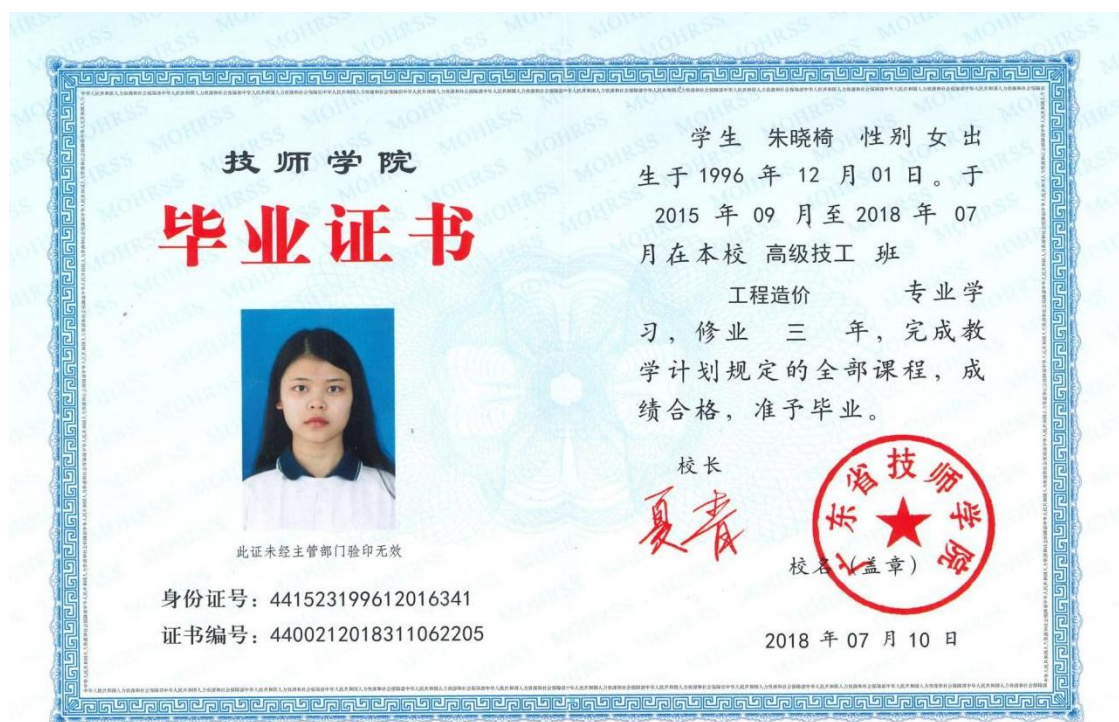 技师学院
毕业证书
此证未经主管部门验印无效
身份证号：441523199612016341
证书编号：4400212018311062205
学生 朱晓椅 性别 女 出
生于 1996 年 12 月 01 日。于
2015 年 09 月至 2018 年 07
月在本校 高级技工 班
工程造价 专业学
习，修业 三 年，完成教
学计划规定的全部课程，成
绩合格，准予毕业。
校长
夏青
广东省技师学院
校名（盖章）
2018 年 07 月 10 日
MOHRSS